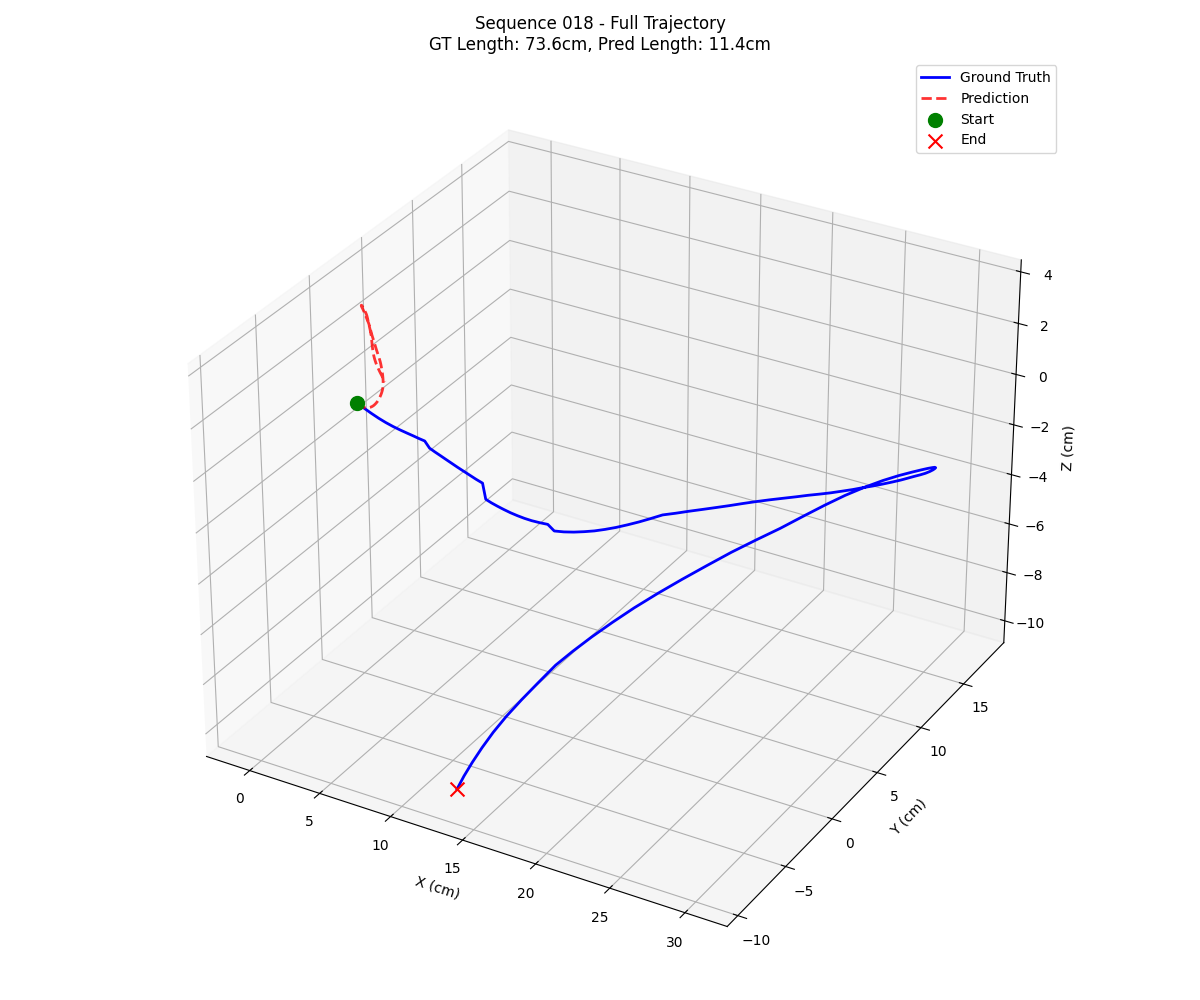 Sequence 018 - Full Trajectory
GT Length: 73.6cm, Pred Length: 11.4cm
Ground Truth
Prediction
Start
End
4
2
0
−2
−4
−6
−8
−10
Z (cm)
15
10
5
0
−5
−10
Y (cm)
0
5
10
15
20
25
30
X (cm)